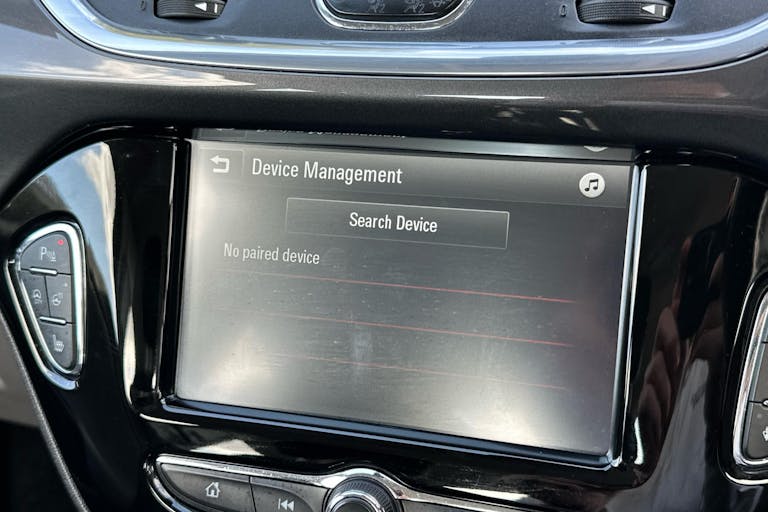 Device Management
Search Device
No paired device